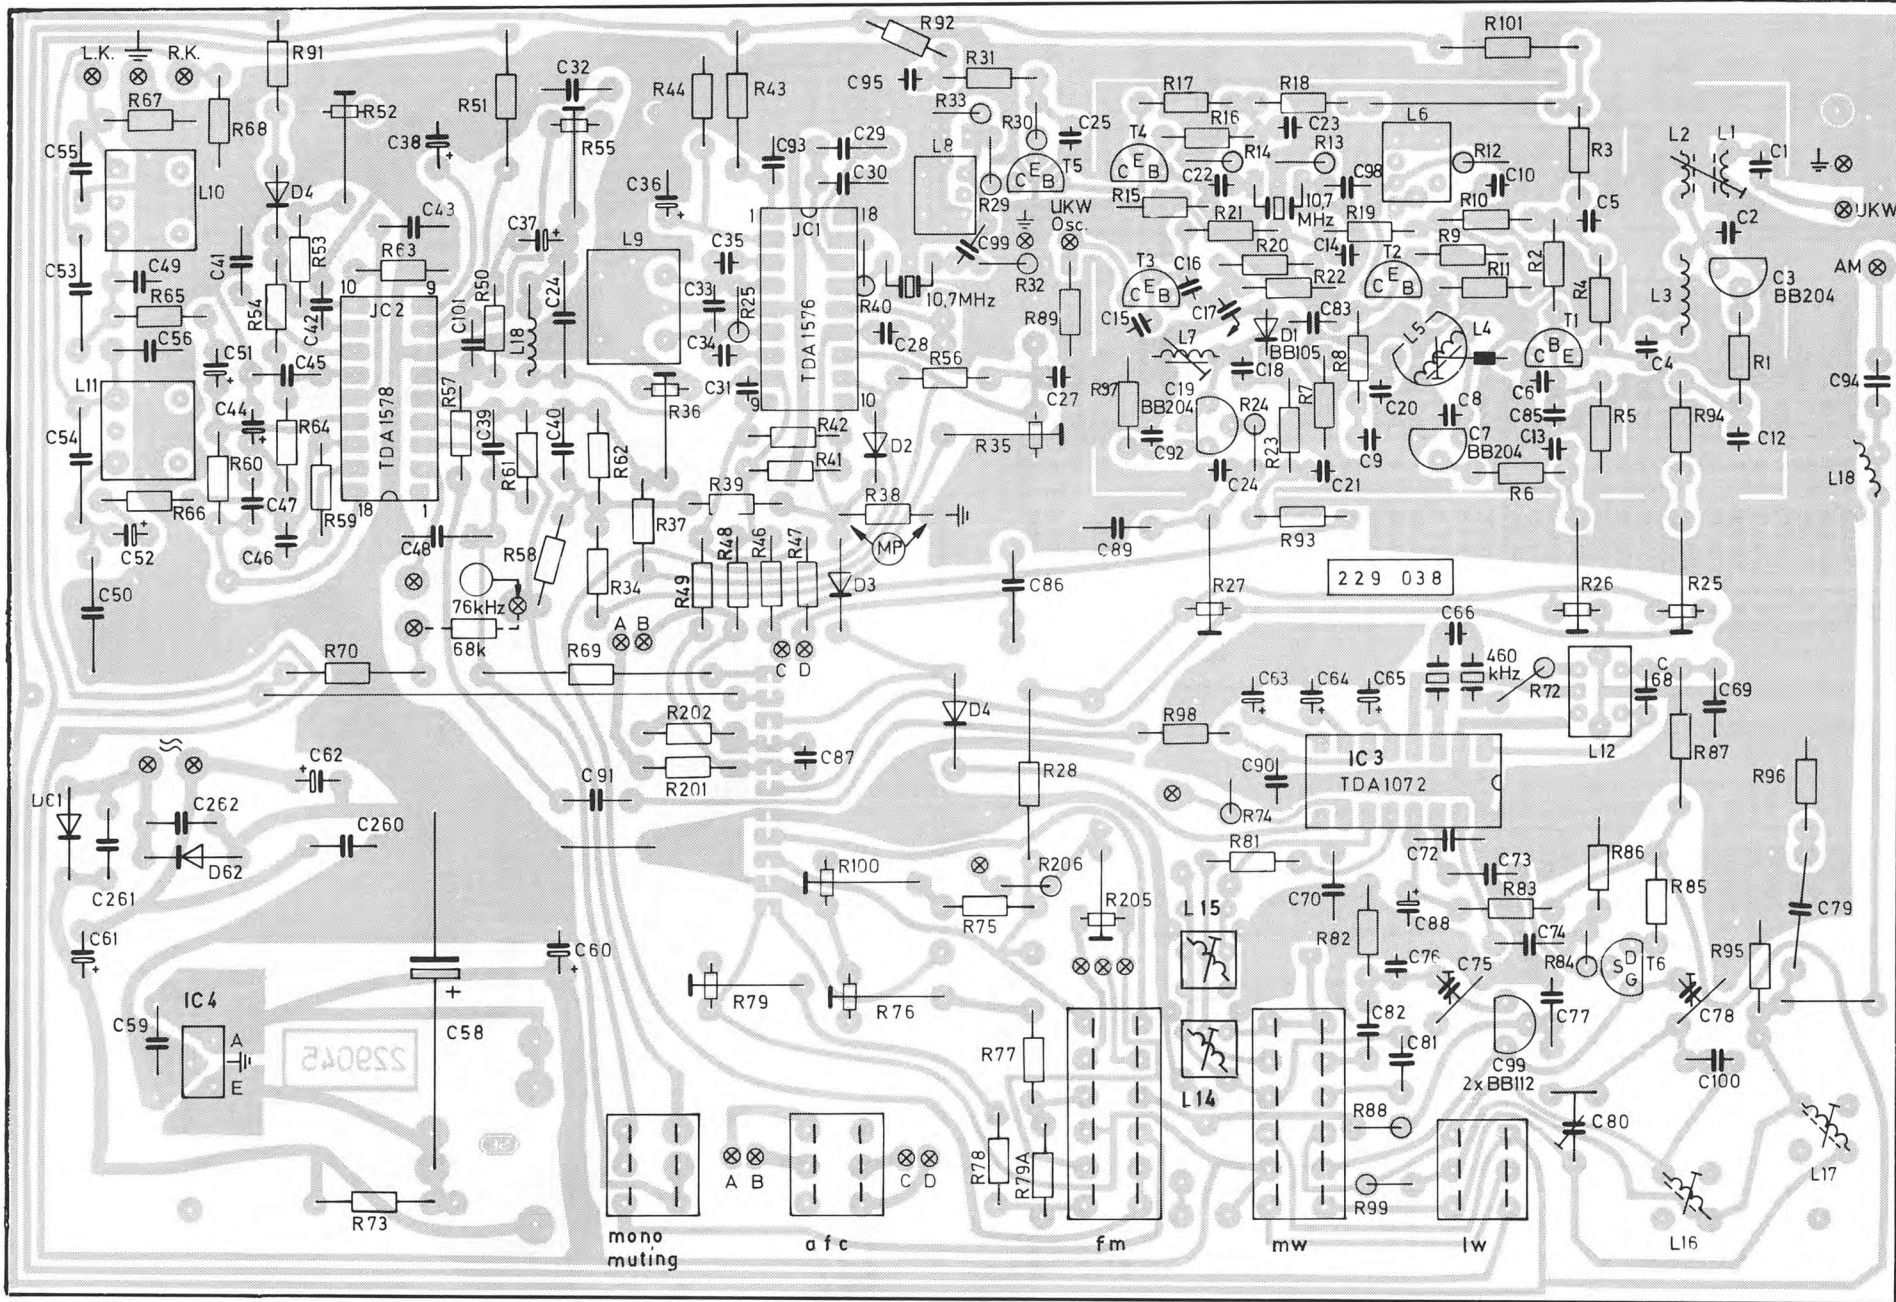 R92
R101
L.K.
R.K.
R91
C32
R44
R43
C95
R31
R17
R18
L6
R67
R68
R52
R51
R55
R33
R30
C25
R16
C23
C38
C93
C29
L8
T5
C E B
T4
C E B
R14
R13
R12
R3
L2
L1
C1
C55
L10
D4
C36
C30
R29
R15
C22
C98
C10
C43
C37
1
18
JC1
UKW
Osc.
R21
10,7
MHz
R19
R10
C5
C2
UKW
C53
C49
C41
R53
R63
L9
C35
C99
T3
C E B
C16
R20
C14
T2
C E B
R9
R2
AM
R65
R54
C42
10
9
JC2
C101
R50
L18
C24
C33
R25
R40
10,7MHz
R32
R89
C15
C17
R22
R11
R4
L3
C3
BB204
C56
C51
C45
C34
TDA1576
C28
L7
D1
BB105
C83
R8
L5
L4
T1
C B E
C4
R1
L11
C44
TDA1578
R57
R36
C31
9
10
R56
C27
R97
C19
BB204
C18
R7
C20
C8
C6
C85
C94
C54
R64
C39
C40
R42
D2
R35
R24
R5
R94
R60
R61
R62
R41
C92
R23
C9
C7
BB204
C13
C12
R66
C47
R59
18
1
R39
R38
C24
C21
R6
L18
C52
C46
C48
R58
R37
MP
C89
R93
R34
R49
R48
R46
R47
D3
C86
229 038
C50
76kHz
68k
A B
C D
R27
R26
R25
R70
R69
C66
460
kHz
R72
C
68
C69
R202
D4
C63
C64
C65
R98
L12
R87
C62
C91
R201
C87
R28
C90
IC3
TDA1072
R96
C262
R74
C260
D62
C261
R100
R206
R81
C72
C73
R86
R75
R205
C70
C88
R83
R85
C79
C61
C60
L15
R82
C74
R84
S D G
T6
R95
IC4
R79
R76
C76
C75
C59
A
E
C58
229045
R77
L14
C82
C81
C99
2xBB112
C77
C78
C100
R88
C80
R73
A B
C D
R78
R79A
R99
L16
L17
mono
muting
afc
fm
mw
lw